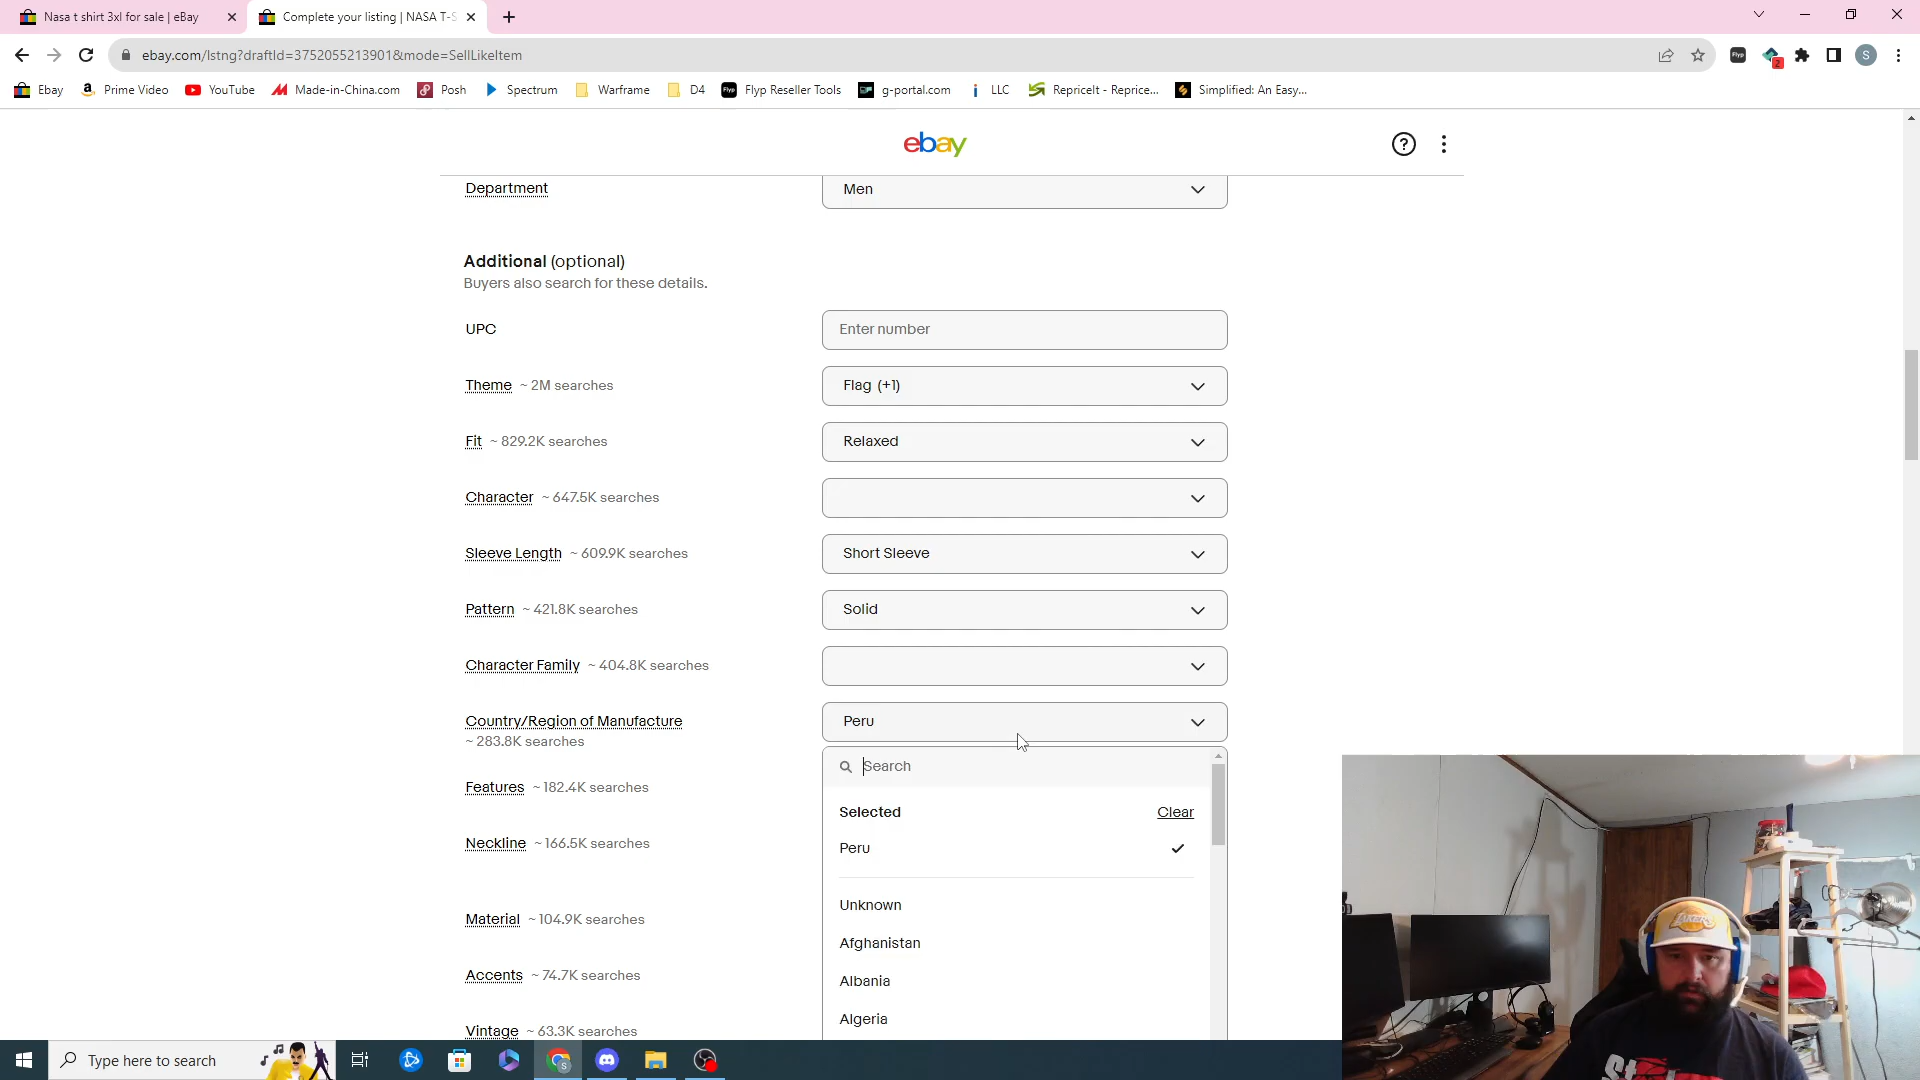 Nasa t shirt 3xl for sale | eBay
Complete your listing | NASA T-S
ebay.com/lstng?draftId=3752055213901&mode=SellLikeItem
Flyp
2
S
Ebay
Prime Video
YouTube
Made-in-China.com
Posh
Spectrum
Warframe
D4
Flyp
Flyp Reseller Tools
g-portal.com
LLC
RepriceIt - Reprice...
Simplified: An Easy...
ebay
Department
Men
Additional (optional)
Buyers also search for these details.
UPC
Enter number
Theme ~ 2M searches
Flag (+1)
Fit ~ 829.2K searches
Relaxed
Character ~ 647.5K searches
Sleeve Length ~ 609.9K searches
Short Sleeve
Pattern ~ 421.8K searches
Solid
Character Family ~ 404.8K searches
Country/Region of Manufacture
~ 283.8K searches
Peru
Search
Features ~ 182.4K searches
Selected
Clear
Neckline ~ 166.5K searches
Peru
Unknown
Material ~ 104.9K searches
Afghanistan
Accents ~ 74.7K searches
Albania
Algeria
Vintage ~ 63.3K searches
Type here to search
LAKERS